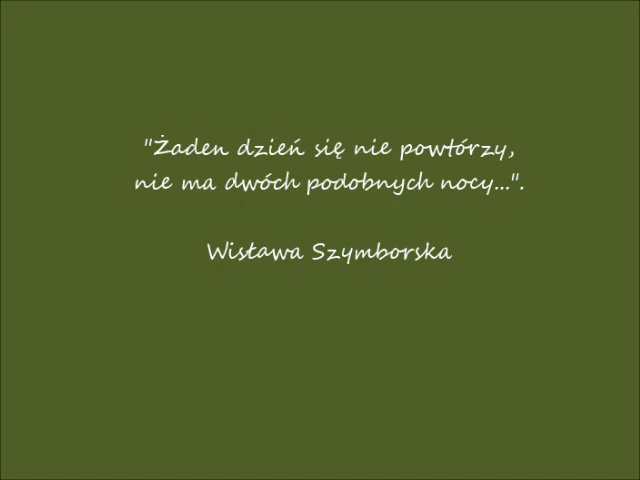 "Żaden dzień się nie powtórzy,
nie ma dwóch podobnych nocy...".
Wisława Szymborska